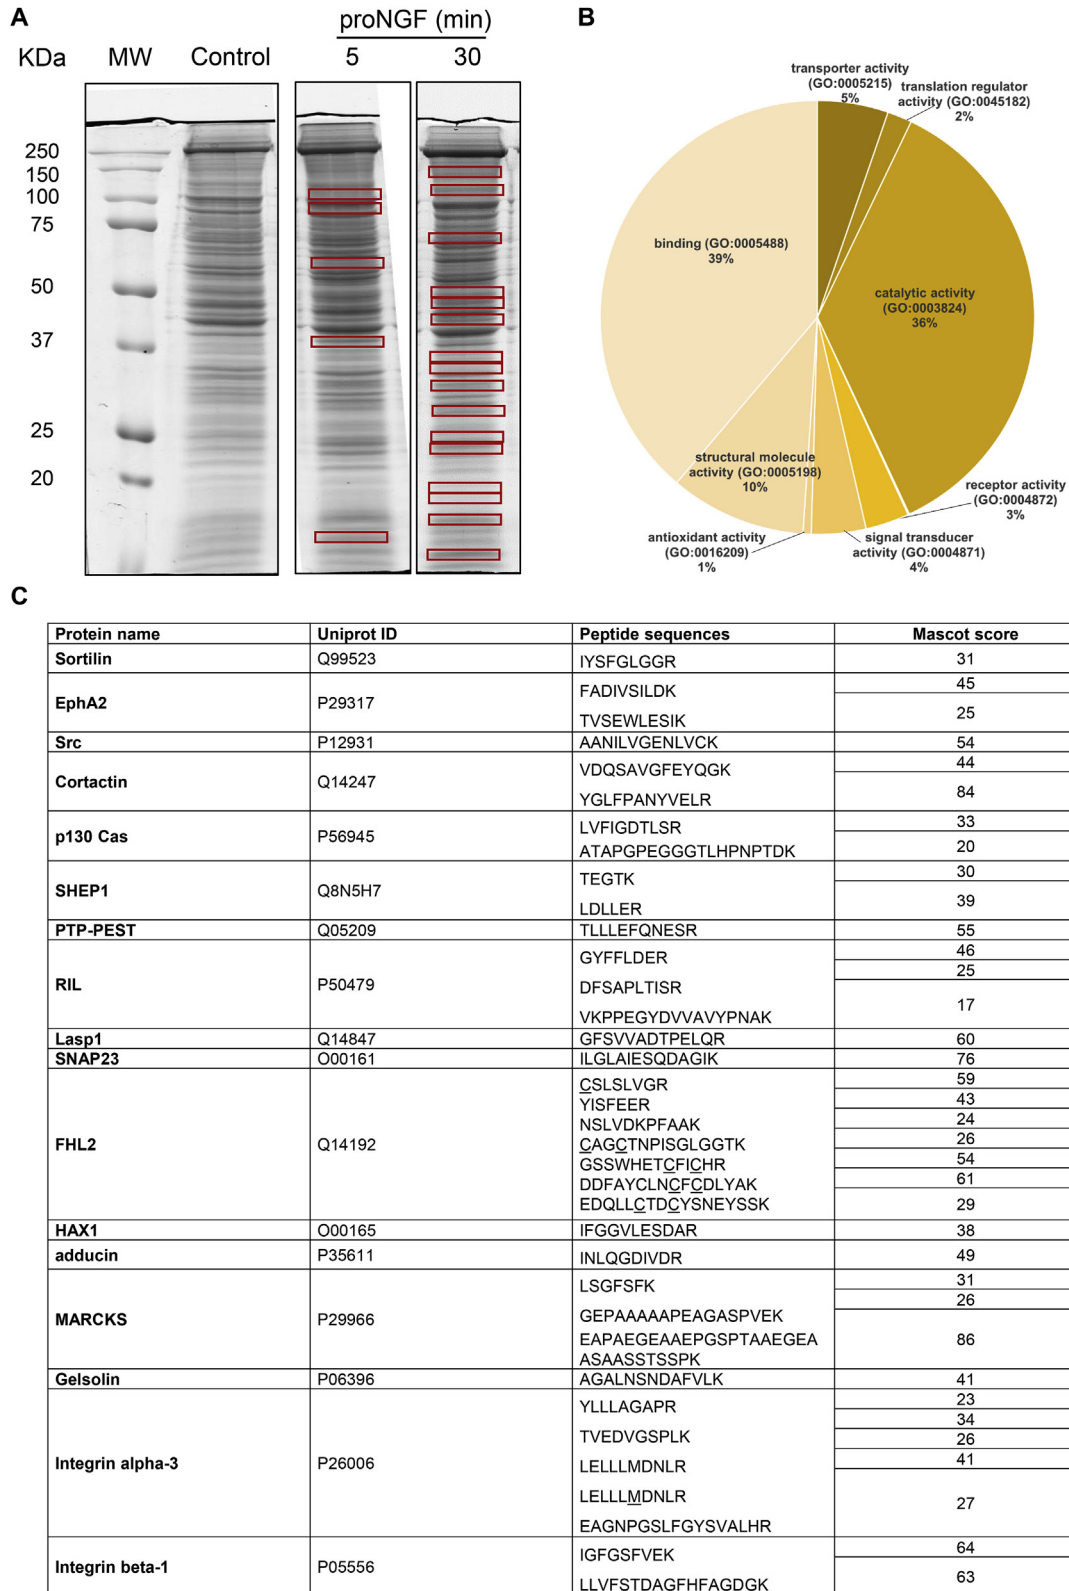 A
proNGF (min)
KDa MW Control 5 30
250
150
100
75
50
37
25
20
B
transporter activity
(GO:0005215)
5%
translation regulator
activity (GO:0045182)
2%
binding (GO:0005488)
39%
catalytic activity
(GO:0003824)
36%
structural molecule
activity (GO:0005198)
10%
receptor activity
(GO:0004872)
3%
antioxidant activity
(GO:0016209)
1%
signal transducer
activity (GO:0004871)
4%
C
Protein name Uniprot ID Peptide sequences Mascot score
Sortilin Q99523 IYSFGLGGR 31
EphA2 P29317 FADIVSILDK 45
TVSEWLESIK 25
Src P12931 AANILVGENLVCK 54
Cortactin Q14247 VDQSAVGFEYQGK 44
YGLFPANYVELR 84
p130 Cas P56945 LVFIGDTLSR 33
ATAPGPEGGGTLHPNPTDK 20
SHEP1 Q8N5H7 TEGTK 30
LDLLER 39
PTP-PEST Q05209 TLLLEFQNESR 55
RIL P50479 GYFFLDER 46
DFSAPLTISR 25
VKPPEGYDVVAVYPNAK 17
Lasp1 Q14847 GFSVVADTPELQR 60
SNAP23 O00161 ILGLAIESQDAGIK 76
FHL2 Q14192 CSLSLVGR 59
YISFEER 43
NSLVDKPFAAK 24
CAGCTNPISGLGGTK 26
GSSWHETCFICHR 54
DDFAYCLNCFCDLYAK 61
EDQLLCTDCYSNEYSSK 29
HAX1 O00165 IFGGVLESDAR 38
adducin P35611 INLQGDIVDR 49
MARCKS P29966 LSGFSFK 31
GEPAAAAAPEAGASPVEK 26
EAPAEGEAAEPGSPTAAEGEA
ASAASSTSSPK 86
Gelsolin P06396 AGALNSNDAFVLK 41
Integrin alpha-3 P26006 YLLLAGAPR 23
TVEDVGSPLK 34
LELLLMDNLR 26
LELLLMDNLR 41
EAGNPGSLFGYSVALHR 27
Integrin beta-1 P05556 IGFGSFVEK 64
LLVFSTDAGFHFAGDGK 63